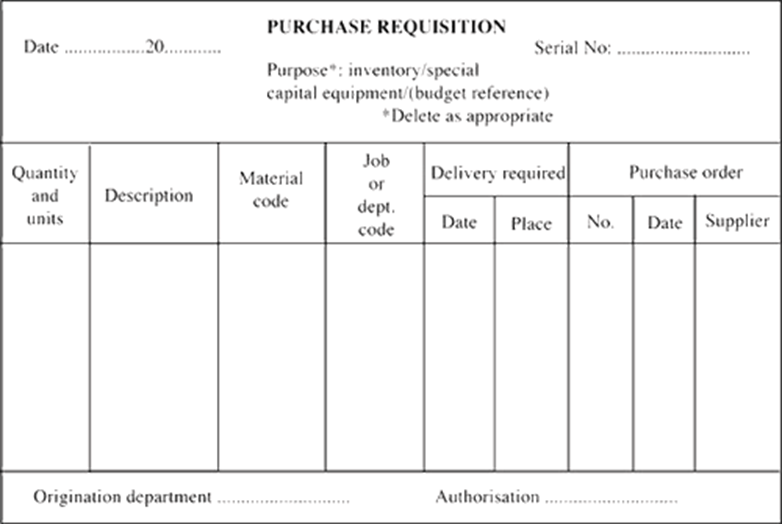 PURCHASE REQUISITION
Date .................20............
Serial No: ............................
Purpose*: inventory/special
capital equipment/(budget reference)
*Delete as appropriate
Quantity
and
units
Description
Material
code
Job
or
dept.
code
Delivery required
Purchase order
Date
Place
No.
Date
Supplier
Origination department ............................
Authorisation ............................